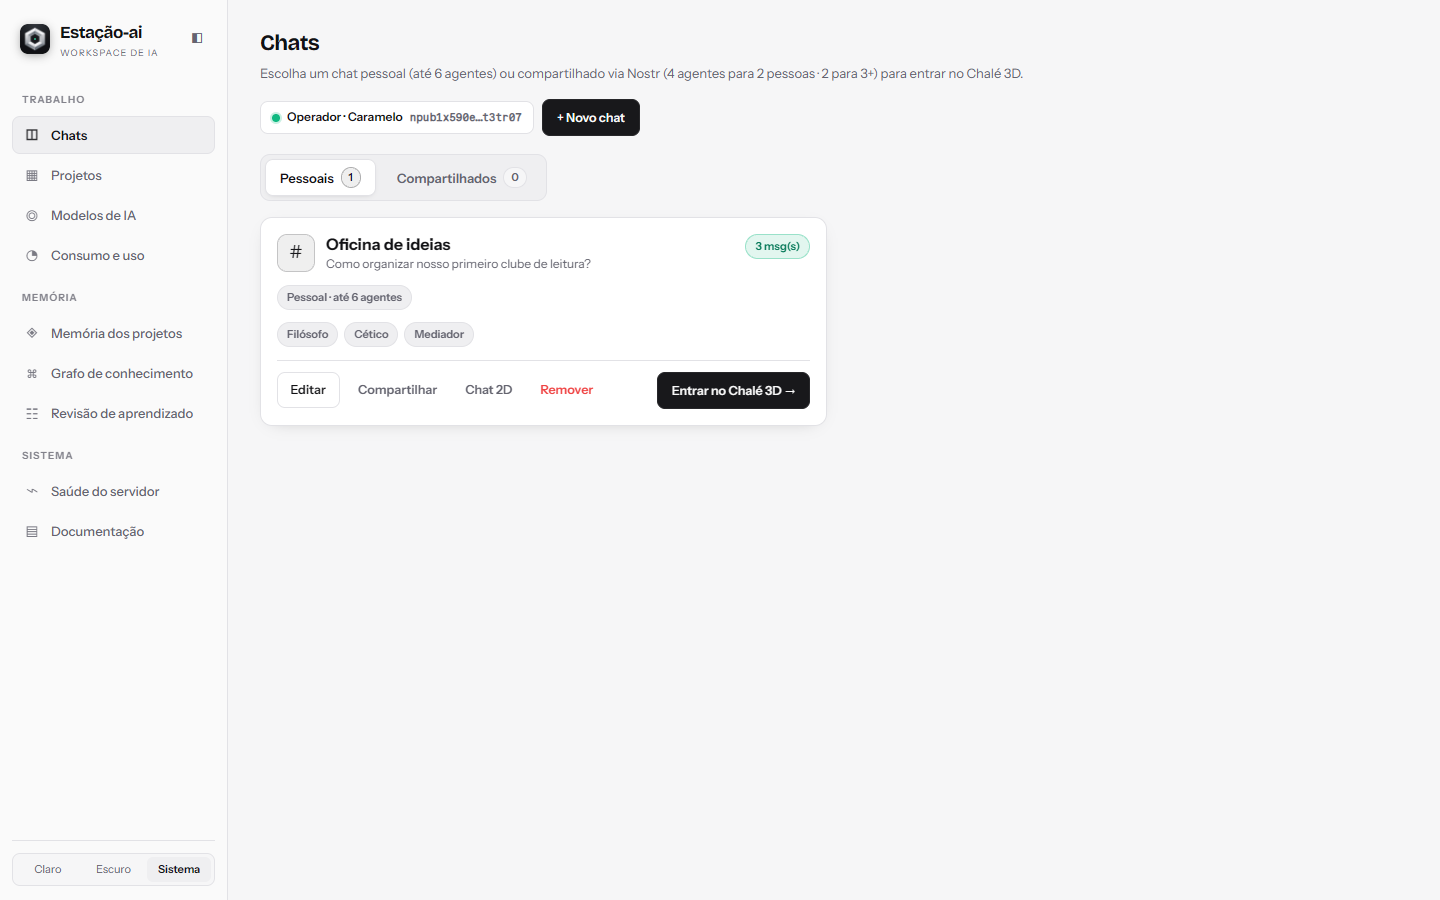 Estação-ai
WORKSPACE DE IA
TRABALHO
Chats
Projetos
Modelos de IA
Consumo e uso
MEMÓRIA
Memória dos projetos
Grafo de conhecimento
Revisão de aprendizado
SISTEMA
Saúde do servidor
Documentação
Claro Escuro Sistema
Chats
Escolha um chat pessoal (até 6 agentes) ou compartilhado via Nostr (4 agentes para 2 pessoas · 2 para 3+) para entrar no Chalé 3D.
Operador · Caramelo npub1x590e…t3tr07 + Novo chat
Pessoais 1 Compartilhados 0
# Oficina de ideias 3 msg(s)
Como organizar nosso primeiro clube de leitura?
Pessoal · até 6 agentes
Filósofo Cético Mediador
Editar Compartilhar Chat 2D Remover Entrar no Chalé 3D →